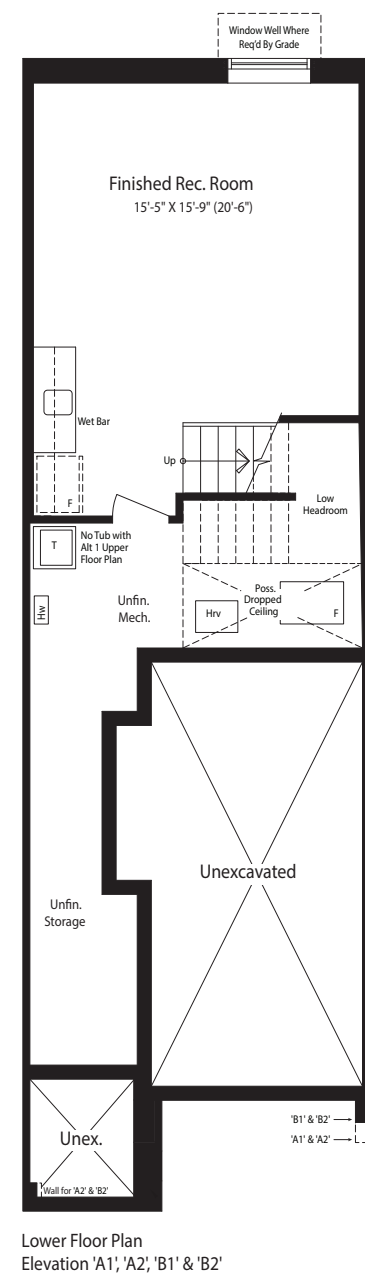 Window Well Where
Req'd By Grade
Finished Rec. Room
15'-5" X 15'-9" (20'-6")
Wet Bar
Up
F
Low
Headroom
No Tub with
Alt 1 Upper
Floor Plan
T
Unfin.
Mech.
Hw
Poss.
Dropped
Ceiling
Hrv
F
Unexcavated
Unfin.
Storage
'B1' & 'B2'
'A1' & 'A2'
Unex.
Wall for 'A2' & 'B2'
Lower Floor Plan
Elevation 'A1', 'A2', 'B1' & 'B2'